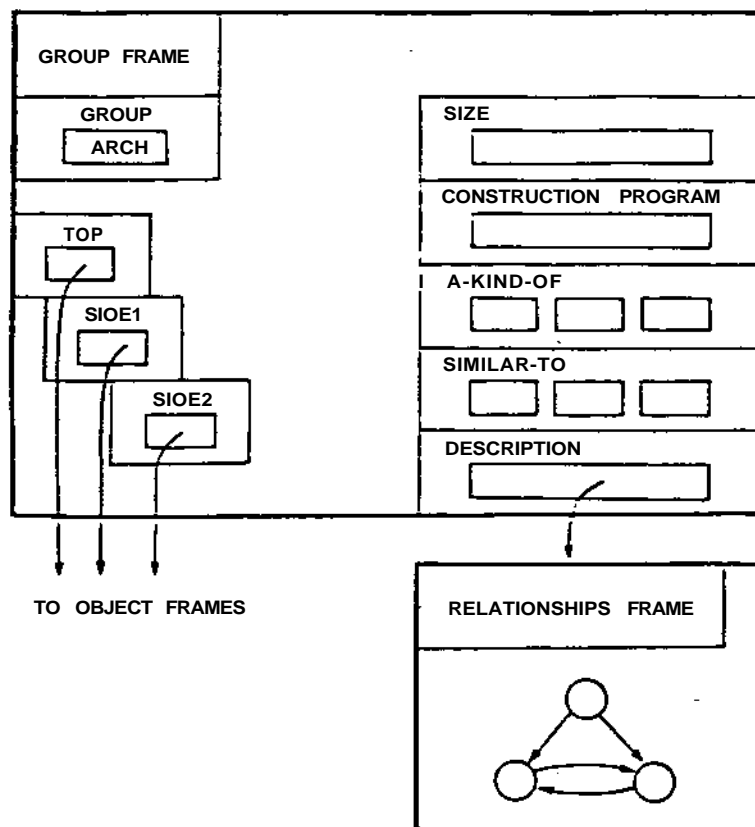 GROUP FRAME
GROUP
ARCH
TOP
SIOE1
SIOE2
SIZE
CONSTRUCTION PROGRAM
A-KIND-OF
SIMILAR-TO
DESCRIPTION
TO OBJECT FRAMES
RELATIONSHIPS FRAME